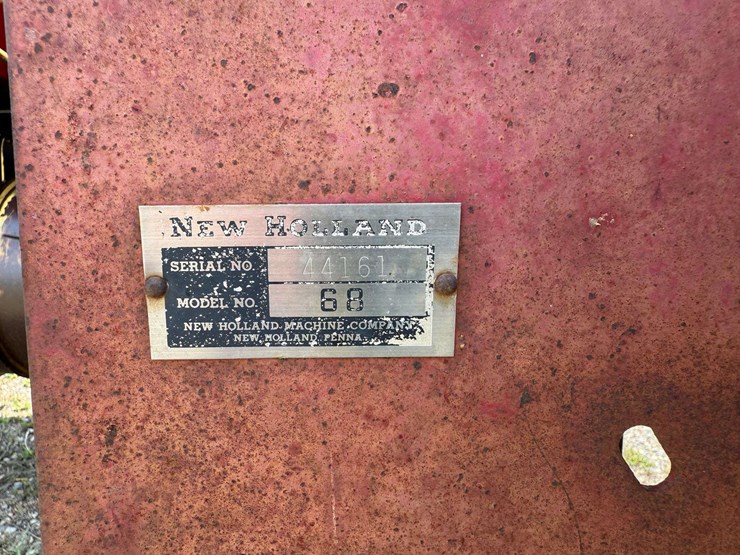 NEW HOLLAND
SERIAL NO. 44161
MODEL NO. 68
NEW HOLLAND MACHINE COMPANY
NEW HOLLAND, PENNA.